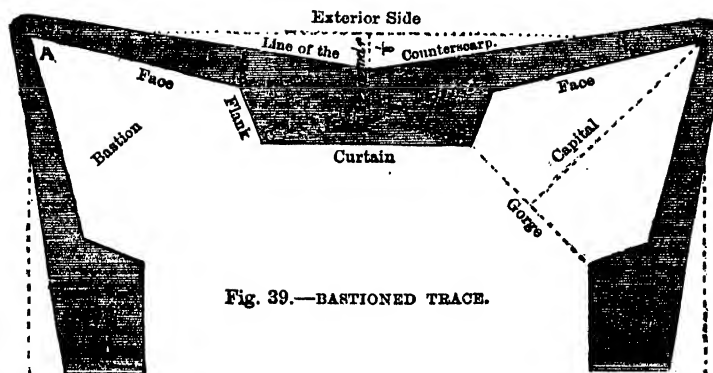 Exterior Side
Line of the
Counterscarp.
A
Face
Face
Flank
Bastion
Capital
Curtain
Gorge
Fig. 39.—BASTIONED TRACE.